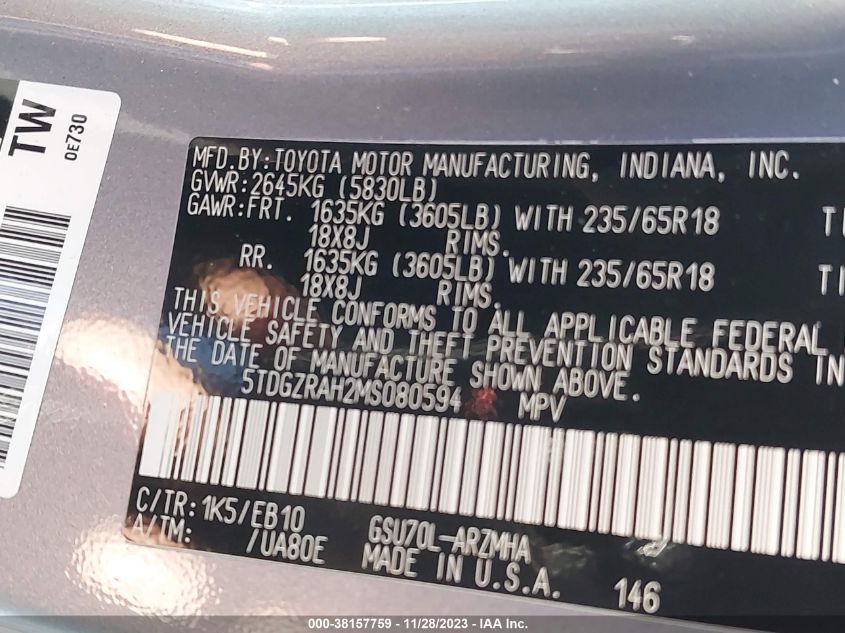 TW
0E730
MFD.BY:TOYOTA MOTOR MANUFACTURING, INDIANA, INC.
GVWR:2645KG (5830LB)
GAWR:FRT. 1635KG (3605LB) WITH 235/65R18
18X8J RIMS.
RR. 1635KG (3605LB) WITH 235/65R18
18X8J RIMS.
THIS VEHICLE CONFORMS TO ALL APPLICABLE FEDERAL
VEHICLE SAFETY AND THEFT PREVENTION STANDARDS IN
THE DATE OF MANUFACTURE SHOWN ABOVE.
5TDGZRAH2MS080594 MPV
C/TR:1K5/EB10 GSU70L-ARZMHA
A/TM: /UA80E MADE IN U.S.A. 146
000-38157759 - 11/28/2023 - IAA Inc.